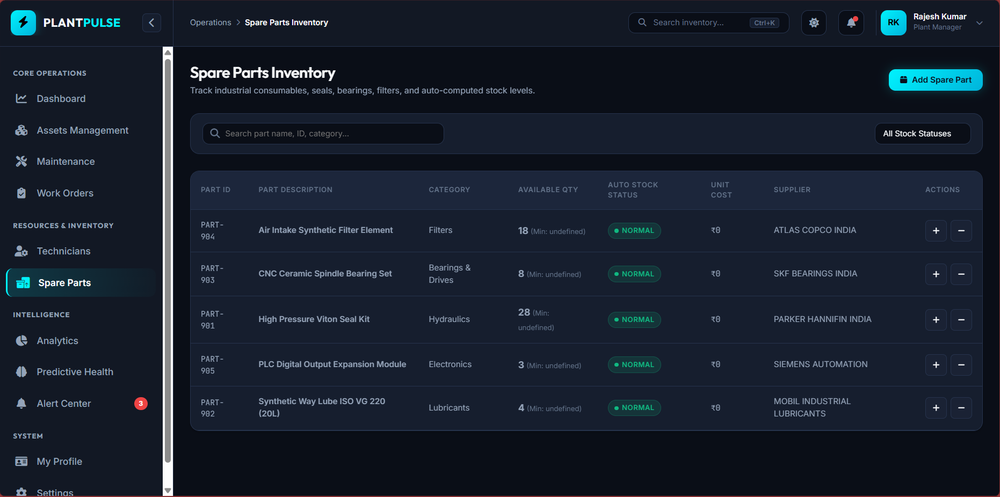 PLANTPULSE
Operations > Spare Parts Inventory
Search inventory...
Ctrl+K
RK
Rajesh Kumar
Plant Manager
CORE OPERATIONS
Dashboard
Assets Management
Maintenance
Work Orders
RESOURCES & INVENTORY
Technicians
Spare Parts
INTELLIGENCE
Analytics
Predictive Health
Alert Center
3
SYSTEM
My Profile
Settings
Spare Parts Inventory
Track industrial consumables, seals, bearings, filters, and auto-computed stock levels.
Add Spare Part
Search part name, ID, category...
All Stock Statuses
PART ID
PART DESCRIPTION
CATEGORY
AVAILABLE QTY
AUTO STOCK
STATUS
UNIT
COST
SUPPLIER
ACTIONS
PART-
904
Air Intake Synthetic Filter Element
Filters
18 (Min: undefined)
NORMAL
₹0
ATLAS COPCO INDIA
+ −
PART-
903
CNC Ceramic Spindle Bearing Set
Bearings &
Drives
8 (Min: undefined)
NORMAL
₹0
SKF BEARINGS INDIA
+ −
PART-
901
High Pressure Viton Seal Kit
Hydraulics
28 (Min:
undefined)
NORMAL
₹0
PARKER HANNIFIN INDIA
+ −
PART-
905
PLC Digital Output Expansion Module
Electronics
3 (Min: undefined)
NORMAL
₹0
SIEMENS AUTOMATION
+ −
PART-
902
Synthetic Way Lube ISO VG 220
(20L)
Lubricants
4 (Min: undefined)
NORMAL
₹0
MOBIL INDUSTRIAL
LUBRICANTS
+ −